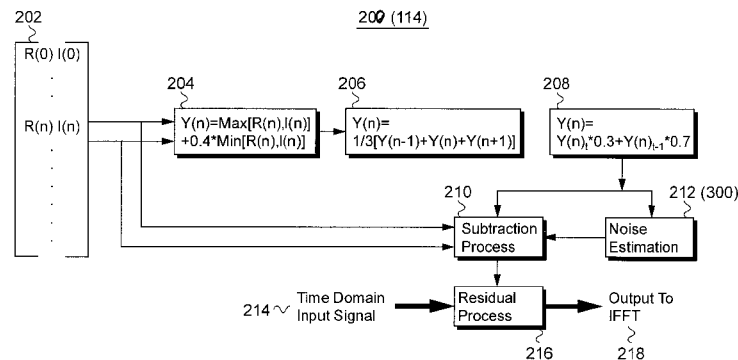 200 (114)
202
R(0) I(0)
R(n) I(n)
204
Y(n)=Max[R(n),I(n)]
+0.4*Min[R(n),I(n)]
206
Y(n)=
1/3[Y(n-1)+Y(n)+Y(n+1)]
208
Y(n)=
Y(n)t*0.3+Y(n)t-1*0.7
210
Subtraction
Process
212 (300)
Noise
Estimation
214
Time Domain
Input Signal
Residual
Process
216
Output To
IFFT
218